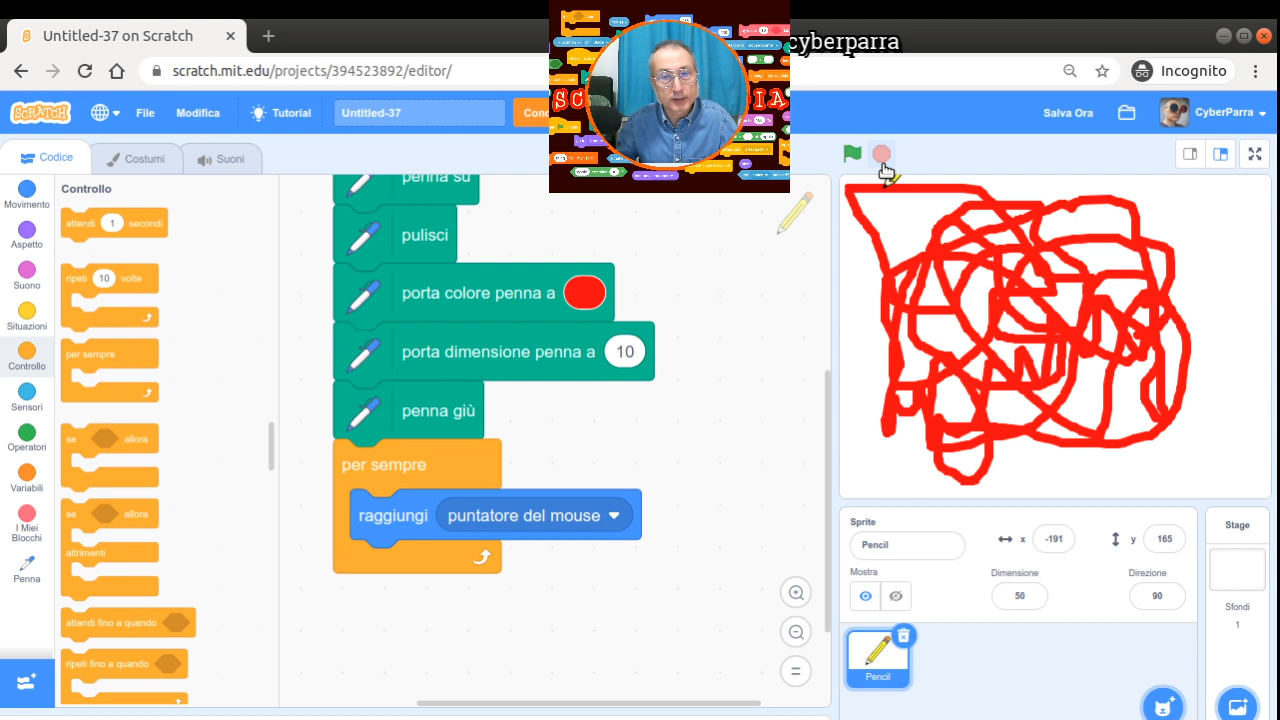 Untitled-37 on Scratch
cyberparra
scratch.mit.edu/projects/394523892/editor/
Incognito
SCRATCH
File
Modifica
Tutorial
Untitled-37
Salva Ora
CyberParra
Codice
Costumi
Suoni
Movimento
Aspetto
Suono
Situazioni
Controllo
Sensori
Operatori
Variabili
I Miei
Blocchi
Penna
Controllo
attendi 1 secondi
ripeti 10 volte
per sempre
se allora
se allora
altrimenti
attendi fino a quando
ripeti fino a quando
penna su
pulisci
porta colore penna a
porta dimensione penna a 10
penna giù
per sempre
raggiungi puntatore del mouse
Sprite
Pencil
x -191
y 165
Mostra
Dimensione
50
Direzione
90
Pencil
Stage
Sfondi
1